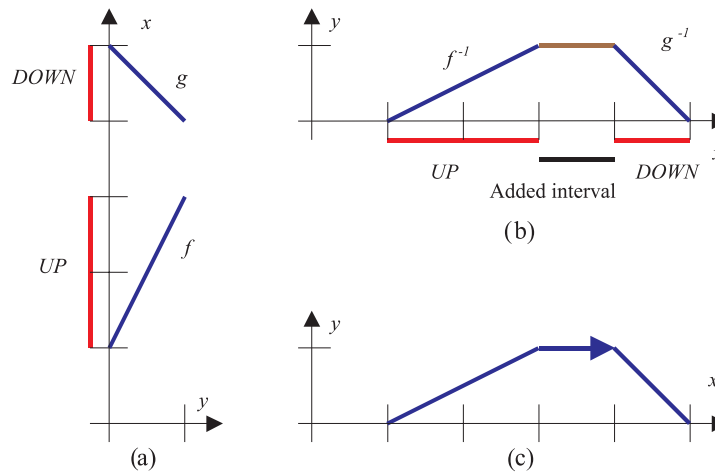 x
DOWN
g
UP
f
y
(a)
y
f⁻¹
g⁻¹
x
UP
DOWN
Added interval
(b)
y
x
(c)